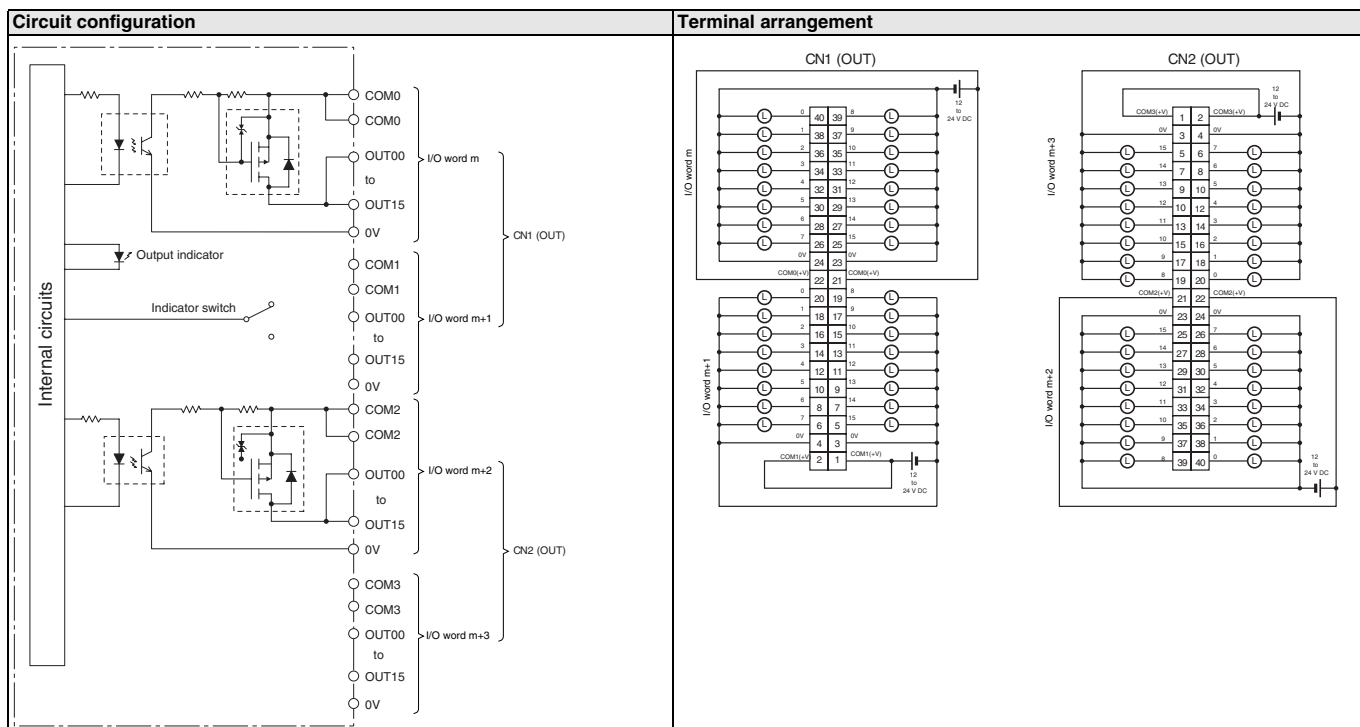 Circuit configuration
Internal circuits
Output indicator
Indicator switch
COM0
COM0
OUT00
to
OUT15
0V
I/O word m
COM1
COM1
OUT00
to
OUT15
0V
I/O word m+1
CN1 (OUT)
COM2
COM2
OUT00
to
OUT15
0V
I/O word m+2
COM3
COM3
OUT00
to
OUT15
0V
I/O word m+3
CN2 (OUT)
Terminal arrangement
CN1 (OUT)
12
to
24 V DC
I/O word m
L 0 40 39 8 L
L 1 38 37 9 L
L 2 36 35 10 L
L 3 34 33 11 L
L 4 32 31 12 L
L 5 30 29 13 L
L 6 28 27 14 L
L 7 26 25 15 L
0V 24 23 0V
COM0(+V) 22 21 COM0(+V)
I/O word m+1
L 0 20 19 8 L
L 1 18 17 9 L
L 2 16 15 10 L
L 3 14 13 11 L
L 4 12 11 12 L
L 5 10 9 13 L
L 6 8 7 14 L
L 7 6 5 15 L
0V 4 3 0V
COM1(+V) 2 1 COM1(+V)
12
to
24 V DC
CN2 (OUT)
12
to
24 V DC
I/O word m+3
COM3(+V) 1 2 COM3(+V)
0V 3 4 0V
L 15 5 6 7 L
L 14 7 8 6 L
L 13 9 10 5 L
L 12 10 12 4 L
L 11 13 14 3 L
L 10 15 16 2 L
L 9 17 18 1 L
L 8 19 20 0 L
I/O word m+2
COM2(+V) 21 22 COM2(+V)
0V 23 24 0V
L 15 25 26 7 L
L 14 27 28 6 L
L 13 29 30 5 L
L 12 31 32 4 L
L 11 33 34 3 L
L 10 35 36 2 L
L 9 37 38 1 L
L 8 39 40 0 L
12
to
24 V DC